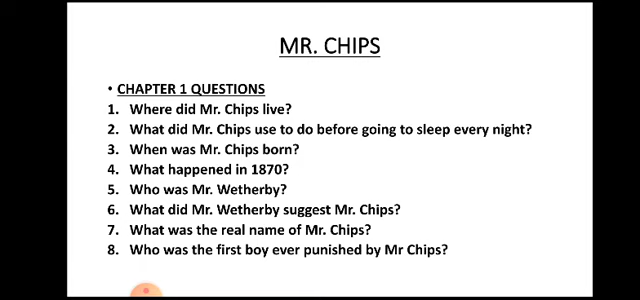 MR. CHIPS
• CHAPTER 1 QUESTIONS
1. Where did Mr. Chips live?
2. What did Mr. Chips use to do before going to sleep every night?
3. When was Mr. Chips born?
4. What happened in 1870?
5. Who was Mr. Wetherby?
6. What did Mr. Wetherby suggest Mr. Chips?
7. What was the real name of Mr. Chips?
8. Who was the first boy ever punished by Mr Chips?